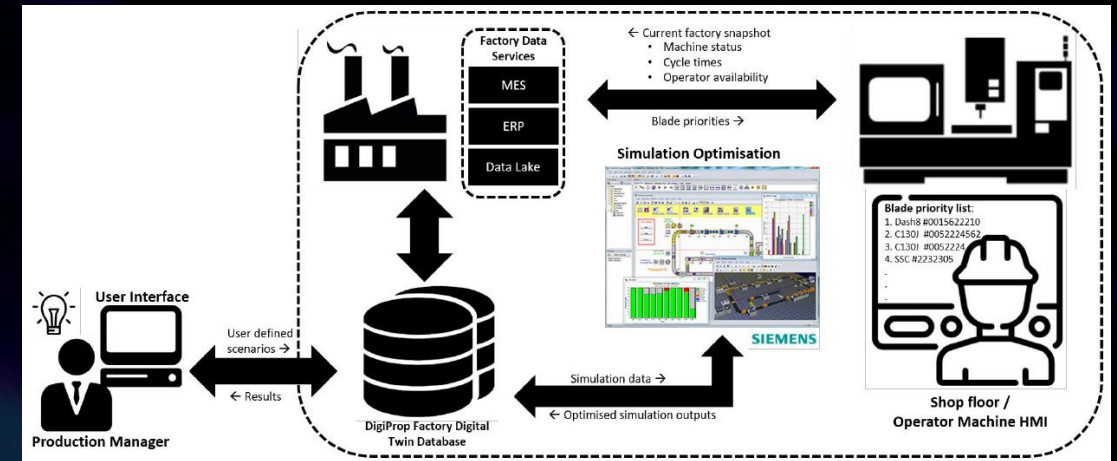 Factory Data
Services
MES
ERP
Data Lake
← Current factory snapshot
• Machine status
• Cycle times
• Operator availability
Blade priorities →
Simulation Optimisation
SIEMENS
Blade priority list:
1. Dash8 #0015622210
2. C130J #0052224562
3. C130J #0052224
4. SSC #2232305
.
.
.
Shop floor /
Operator Machine HMI
User Interface
Production Manager
User defined
scenarios →
← Results
DigiProp Factory Digital
Twin Database
Simulation data →
← Optimised simulation outputs